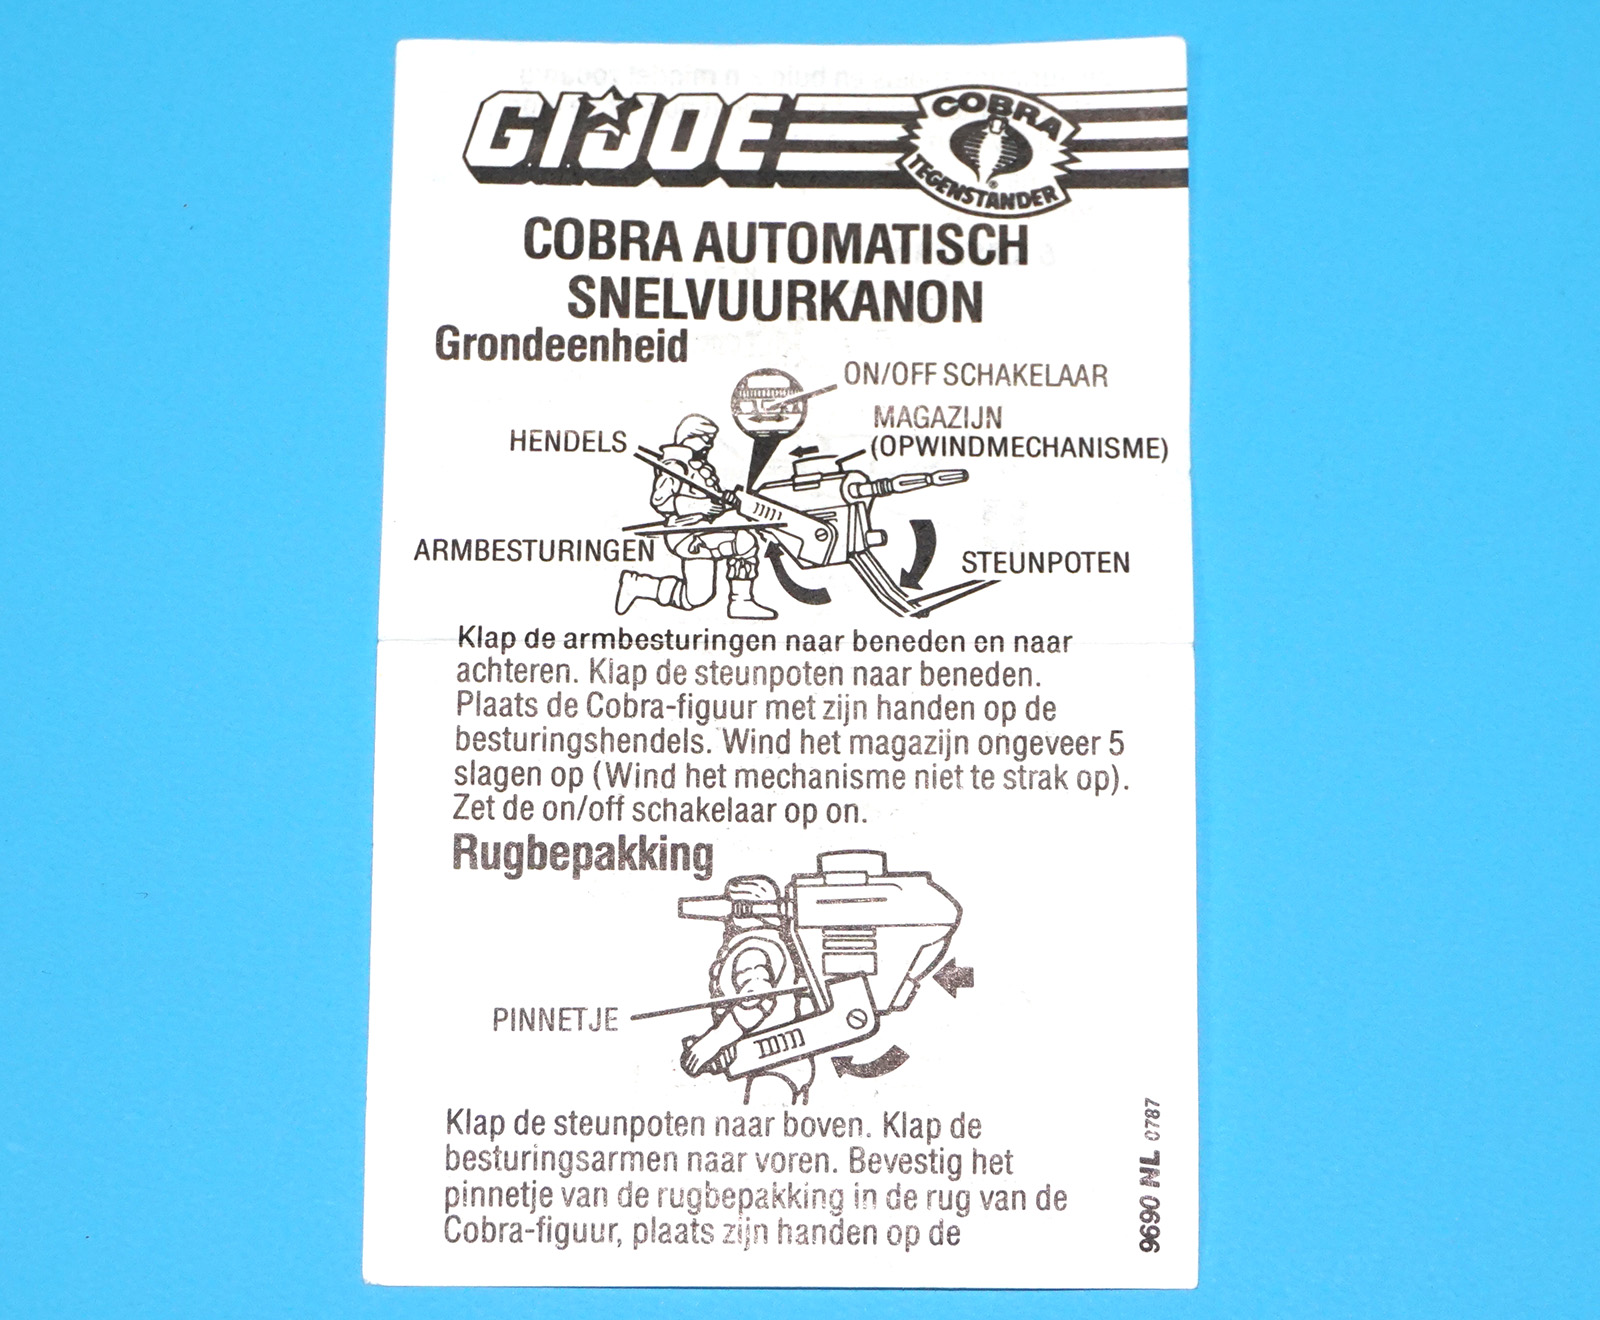 GI JOE
COBRA
TEGENSTANDER
COBRA AUTOMATISCH
SNELVUURKANON
Grondeenheid
ON/OFF SCHAKELAAR
MAGAZIJN
(OPWINDMECHANISME)
HENDELS
ARMBESTURINGEN
STEUNPOTEN
Klap de armbesturingen naar beneden en naar
achteren. Klap de steunpoten naar beneden.
Plaats de Cobra-figuur met zijn handen op de
besturingshendels. Wind het magazijn ongeveer 5
slagen op (Wind het mechanisme niet te strak op).
Zet de on/off schakelaar op on.
Rugbepakking
PINNETJE
Klap de steunpoten naar boven. Klap de
besturingsarmen naar voren. Bevestig het
pinnetje van de rugbepakking in de rug van de
Cobra-figuur, plaats zijn handen op de
9690 NL 0787